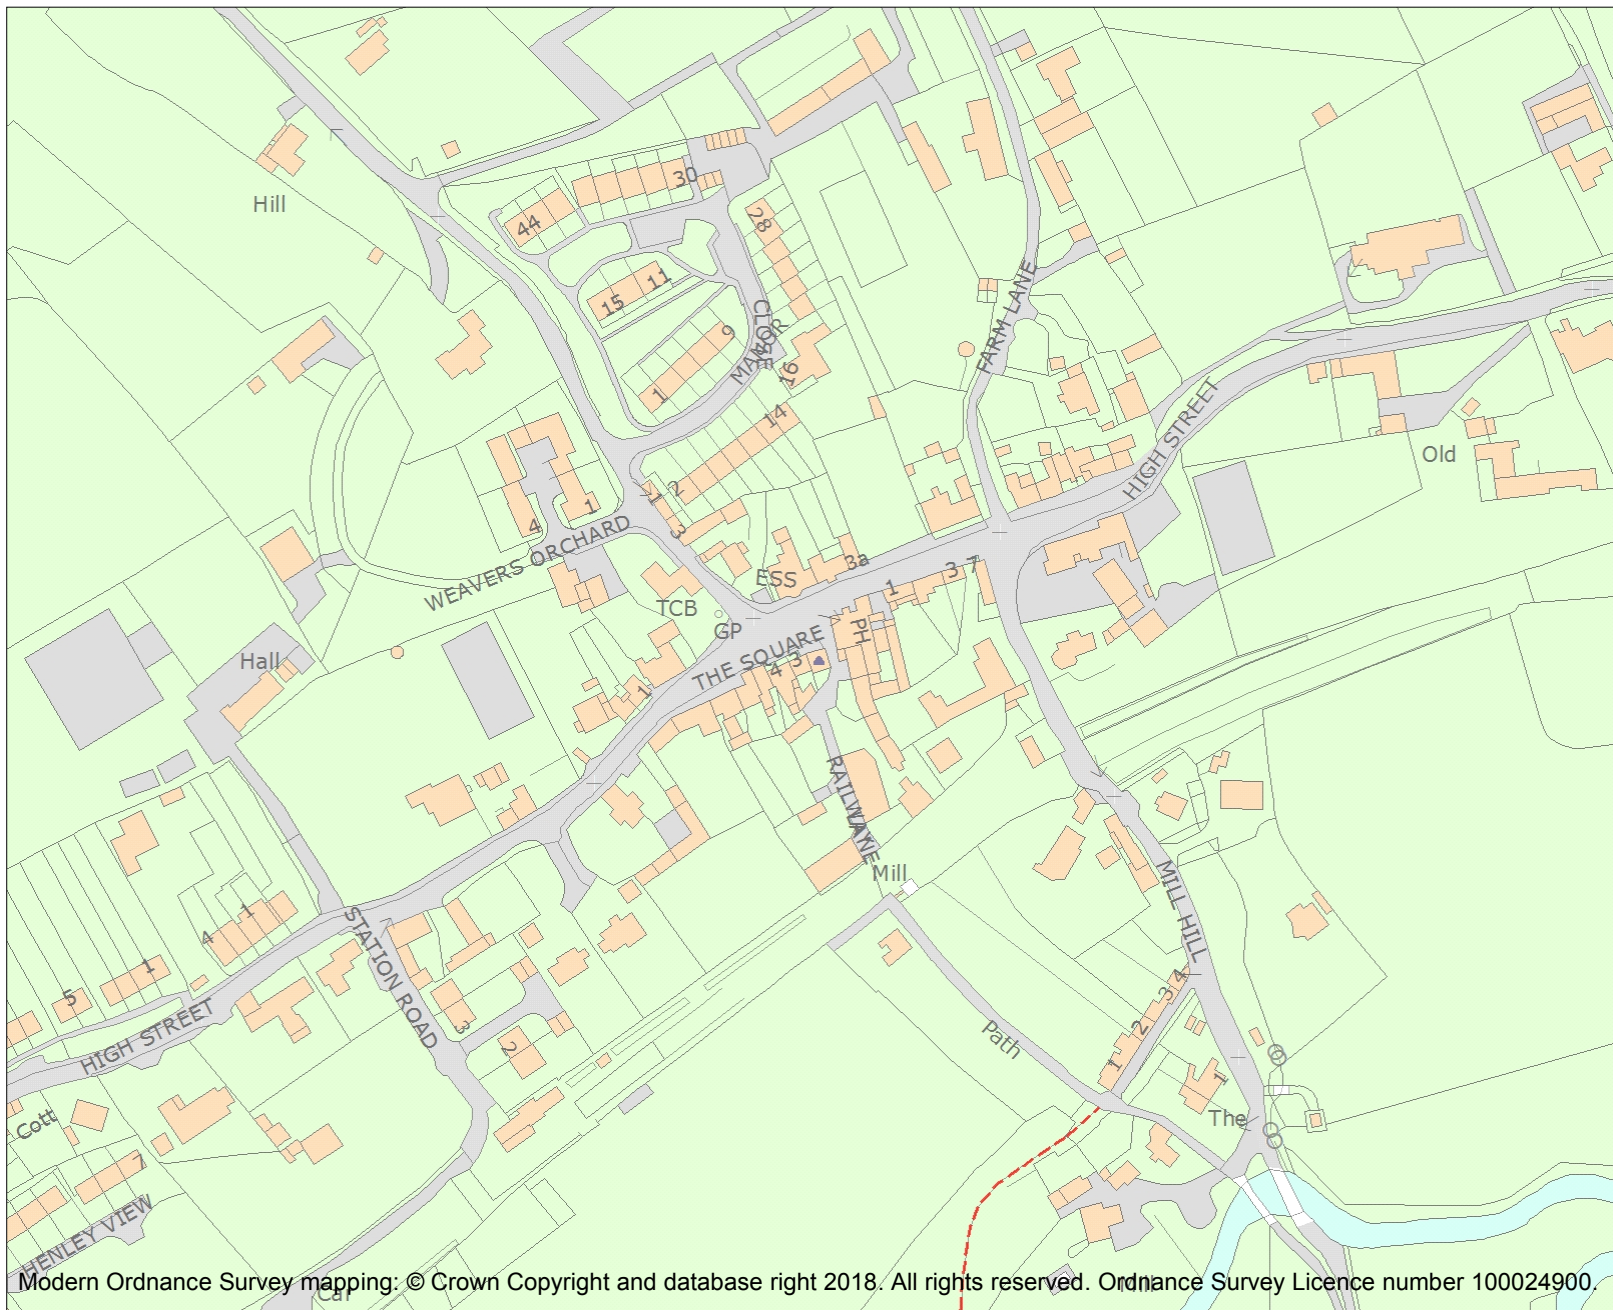 Hill
30
44
28
11
15
9
CLOSE
MANOR
16
1
14
FARM LANE
HIGH STREET
Old
2
1
3
1
4
WEAVERS ORCHARD
ESS
3a
1
3
7
TCB
GP
PH
THE SQUARE
3
4
1
Hall
RAILWAY
LANE
Mill
MILL HILL
1
4
STATION ROAD
1
5
HIGH STREET
3
2
Path
4
3
2
1
1
The
Cott
7
HENLEY VIEW
Car
Mill
Modern Ordnance Survey mapping: © Crown Copyright and database right 2018. All rights reserved. Ordnance Survey Licence number 100024900.